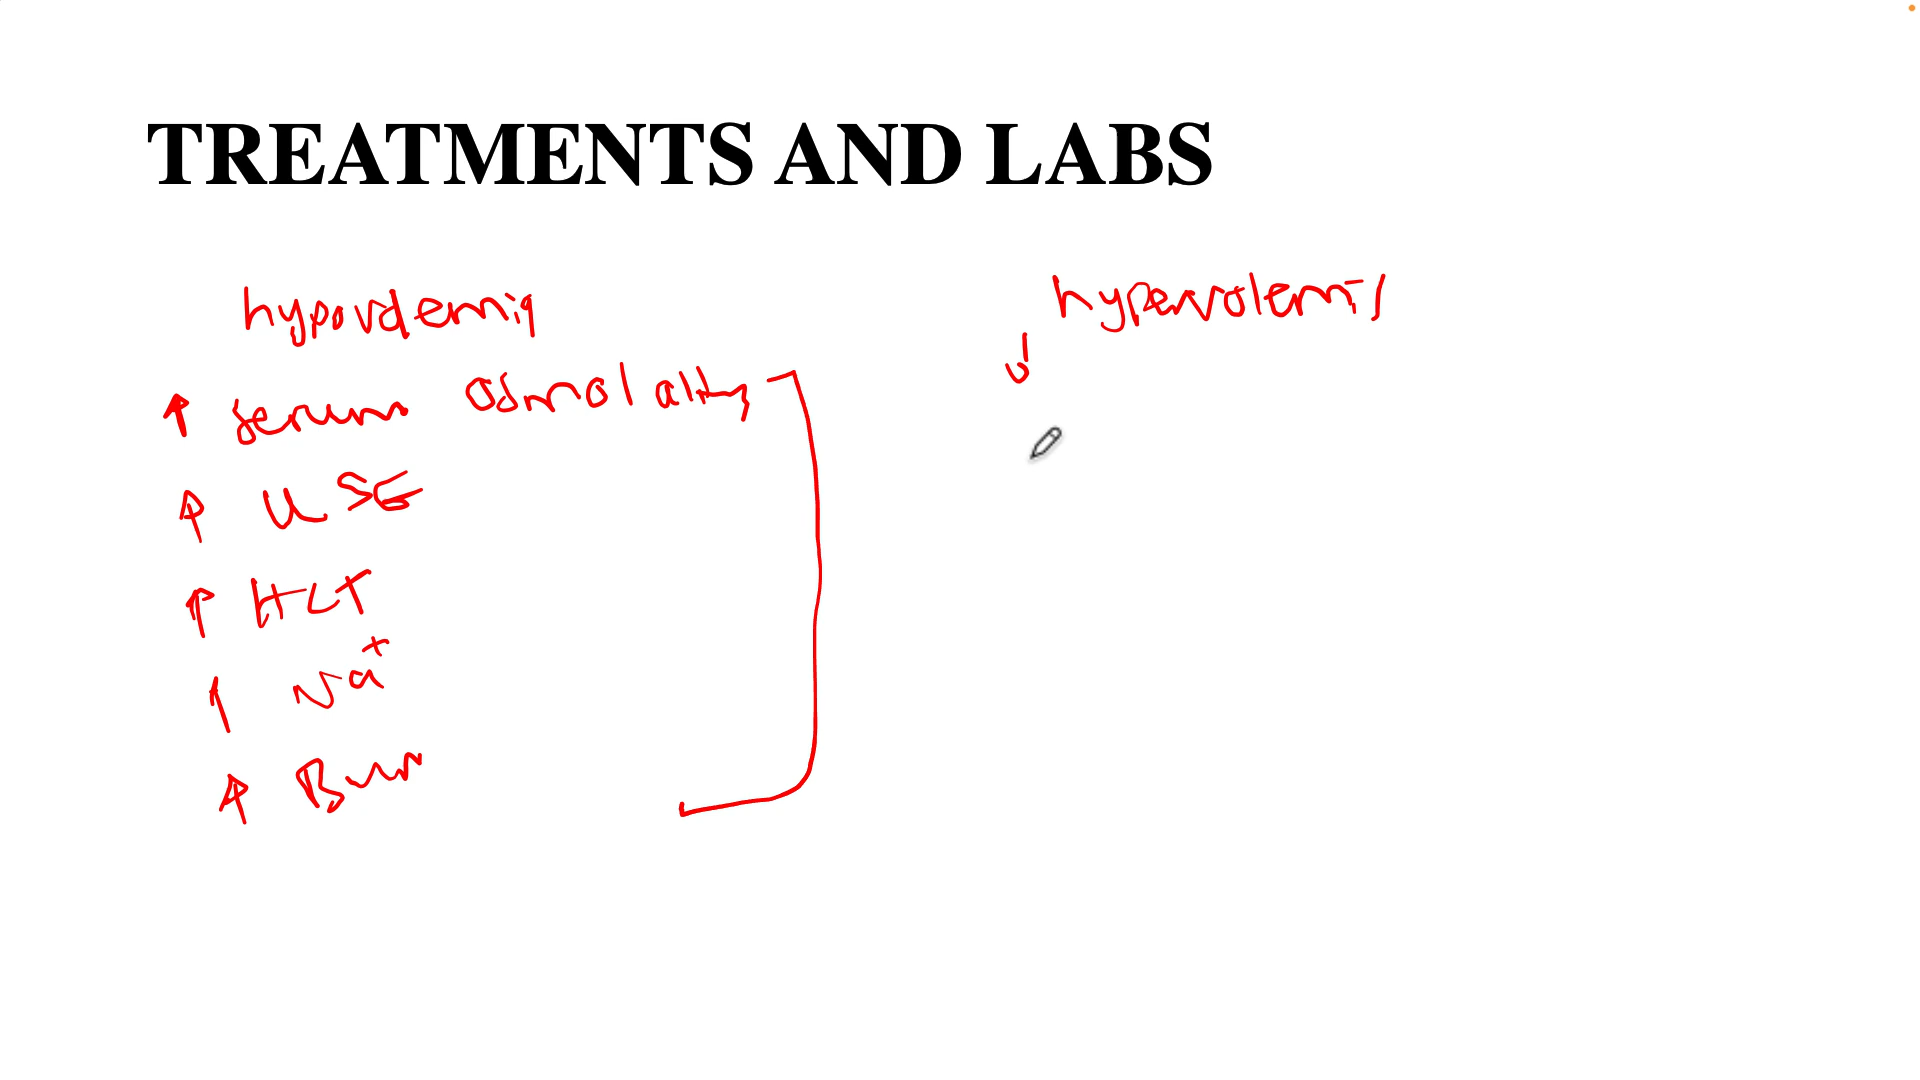 TREATMENTS AND LABS
hypovolemia
↑ serum osmolality
↑ USG
↑ HCT
↑ Na+
↑ Bun
hypervolemia
↓